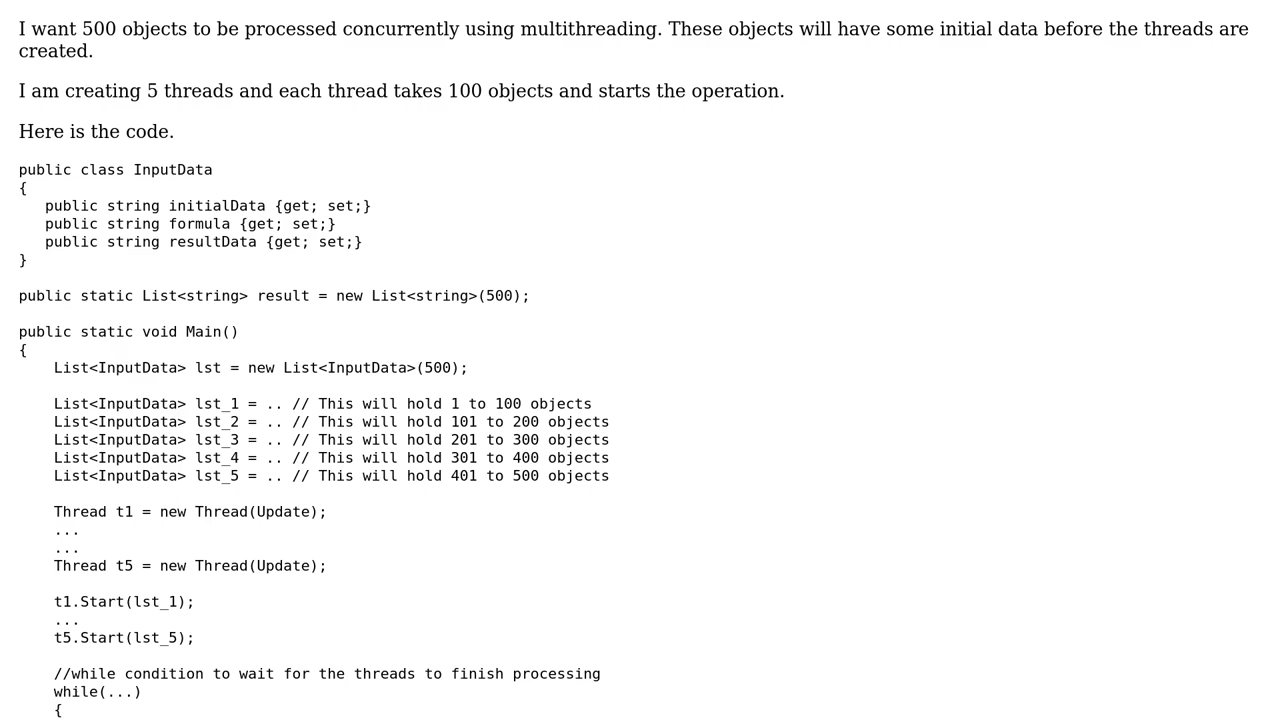 I want 500 objects to be processed concurrently using multithreading. These objects will have some initial data before the threads are
created.
I am creating 5 threads and each thread takes 100 objects and starts the operation.
Here is the code.
public class InputData
{
   public string initialData {get; set;}
   public string formula {get; set;}
   public string resultData {get; set;}
}
public static List<string> result = new List<string>(500);
public static void Main()
{
    List<InputData> lst = new List<InputData>(500);
    List<InputData> lst_1 = .. // This will hold 1 to 100 objects
    List<InputData> lst_2 = .. // This will hold 101 to 200 objects
    List<InputData> lst_3 = .. // This will hold 201 to 300 objects
    List<InputData> lst_4 = .. // This will hold 301 to 400 objects
    List<InputData> lst_5 = .. // This will hold 401 to 500 objects
    Thread t1 = new Thread(Update);
    ...
    ...
    Thread t5 = new Thread(Update);
    t1.Start(lst_1);
    ...
    t5.Start(lst_5);
    //while condition to wait for the threads to finish processing
    while(...)
    {